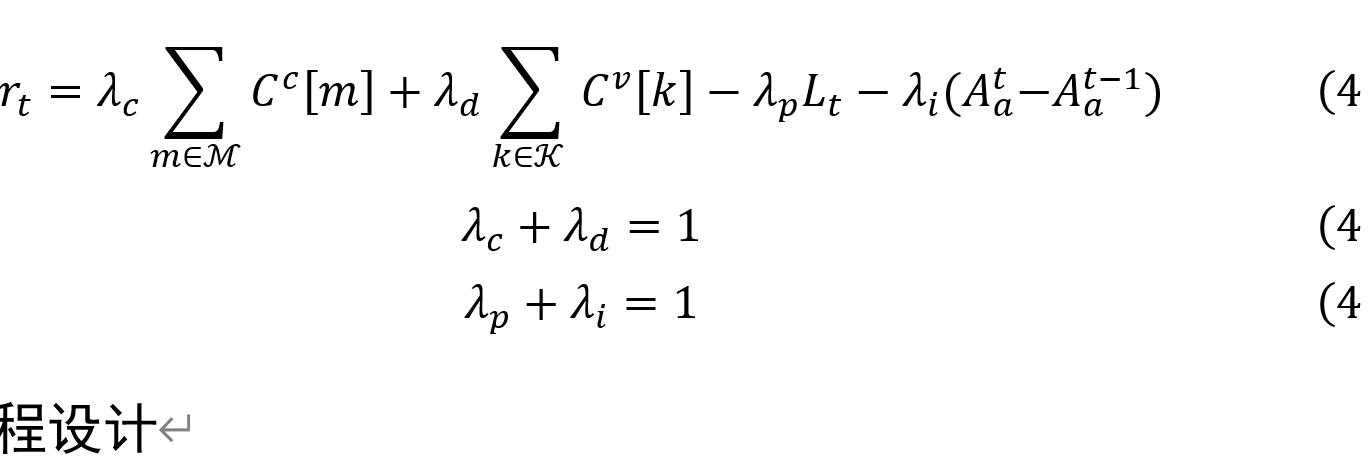 r_t = λ_c ∑_{m∈ℳ} C^c[m] + λ_d ∑_{k∈𝒦} C^v[k] − λ_p L_t − λ_i(A_a^t−A_a^{t−1}) (4
λ_c + λ_d = 1 (4
λ_p + λ_i = 1 (4
程设计↵